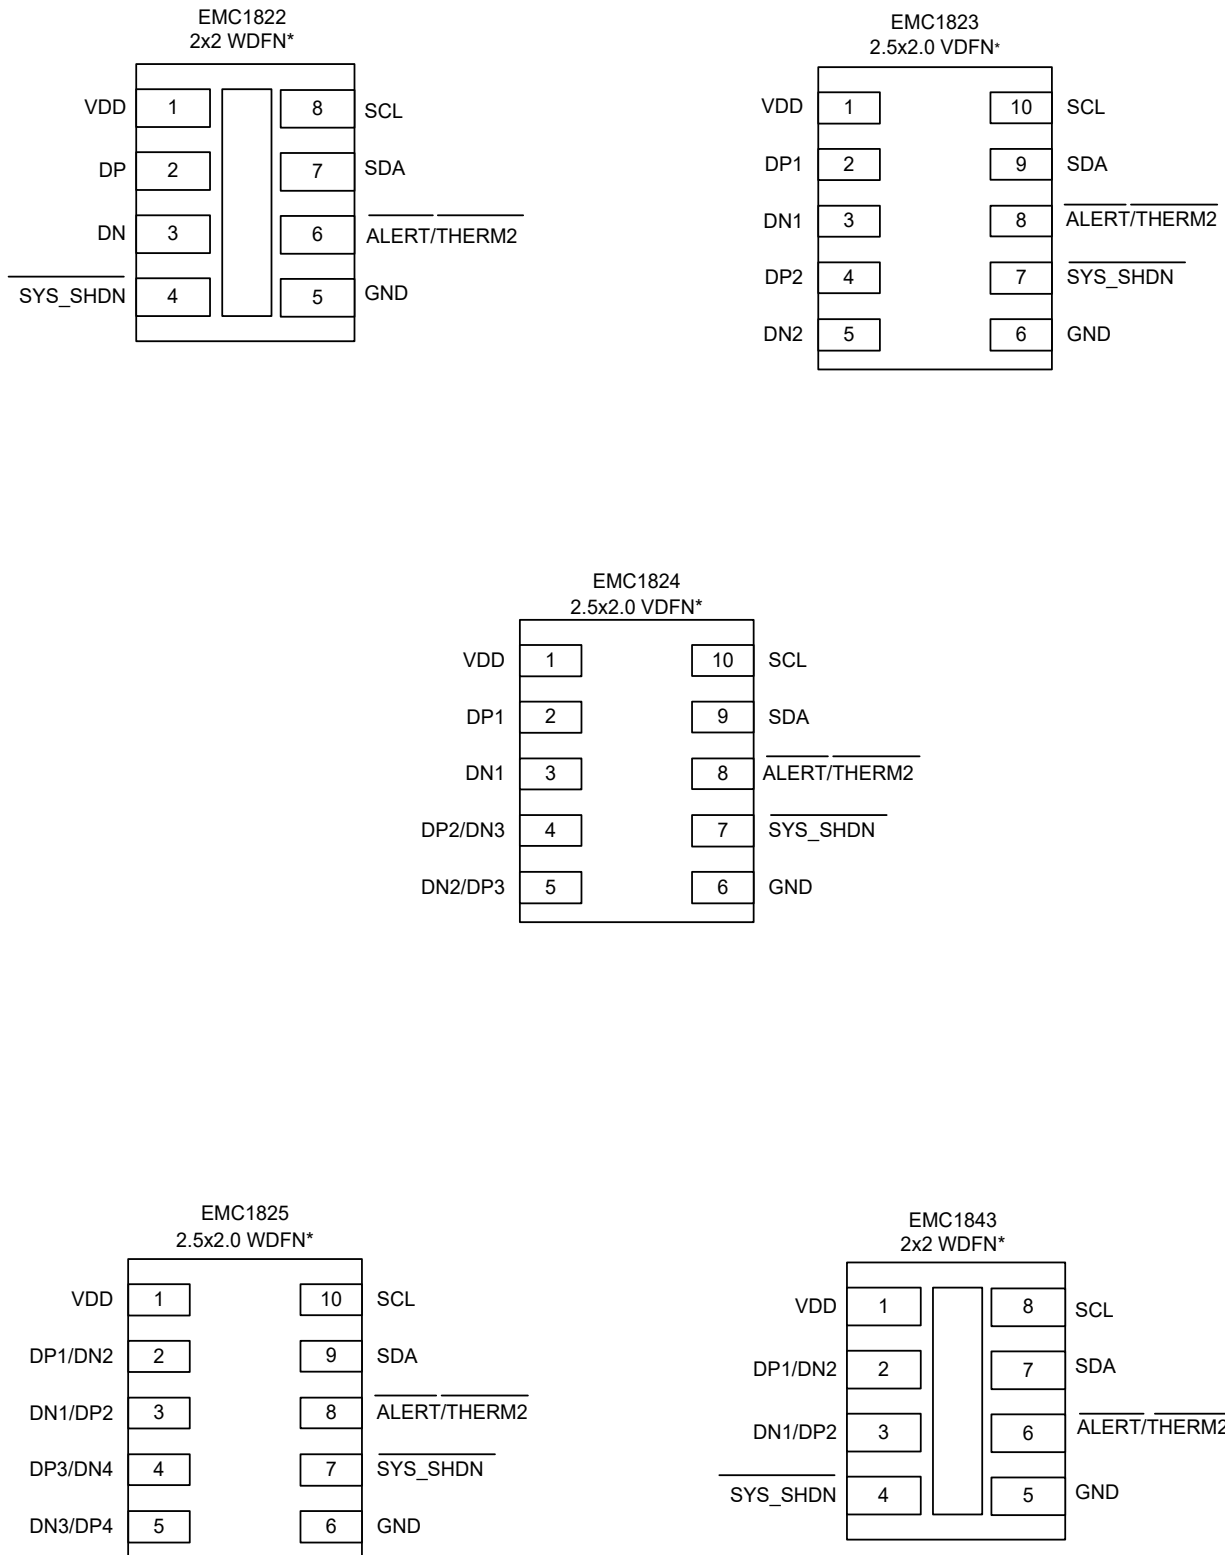 EMC1822
2x2 WDFN*
VDD 1 8 SCL
DP 2 7 SDA
DN 3 6 ALERT/THERM2
SYS_SHDN 4 5 GND
EMC1823
2.5x2.0 VDFN*
VDD 1 10 SCL
DP1 2 9 SDA
DN1 3 8 ALERT/THERM2
DP2 4 7 SYS_SHDN
DN2 5 6 GND
EMC1824
2.5x2.0 VDFN*
VDD 1 10 SCL
DP1 2 9 SDA
DN1 3 8 ALERT/THERM2
DP2/DN3 4 7 SYS_SHDN
DN2/DP3 5 6 GND
EMC1825
2.5x2.0 WDFN*
VDD 1 10 SCL
DP1/DN2 2 9 SDA
DN1/DP2 3 8 ALERT/THERM2
DP3/DN4 4 7 SYS_SHDN
DN3/DP4 5 6 GND
EMC1843
2x2 WDFN*
VDD 1 8 SCL
DP1/DN2 2 7 SDA
DN1/DP2 3 6 ALERT/THERM2
SYS_SHDN 4 5 GND